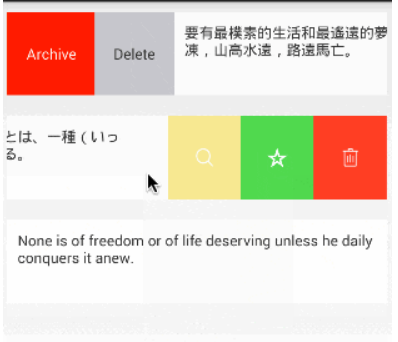 Archive
Delete
要有最樸素的生活和最遙遠的夢
凍，山高水遠，路遠馬亡。
とは、一種（いっ
る。
None is of freedom or of life deserving unless he daily
conquers it anew.